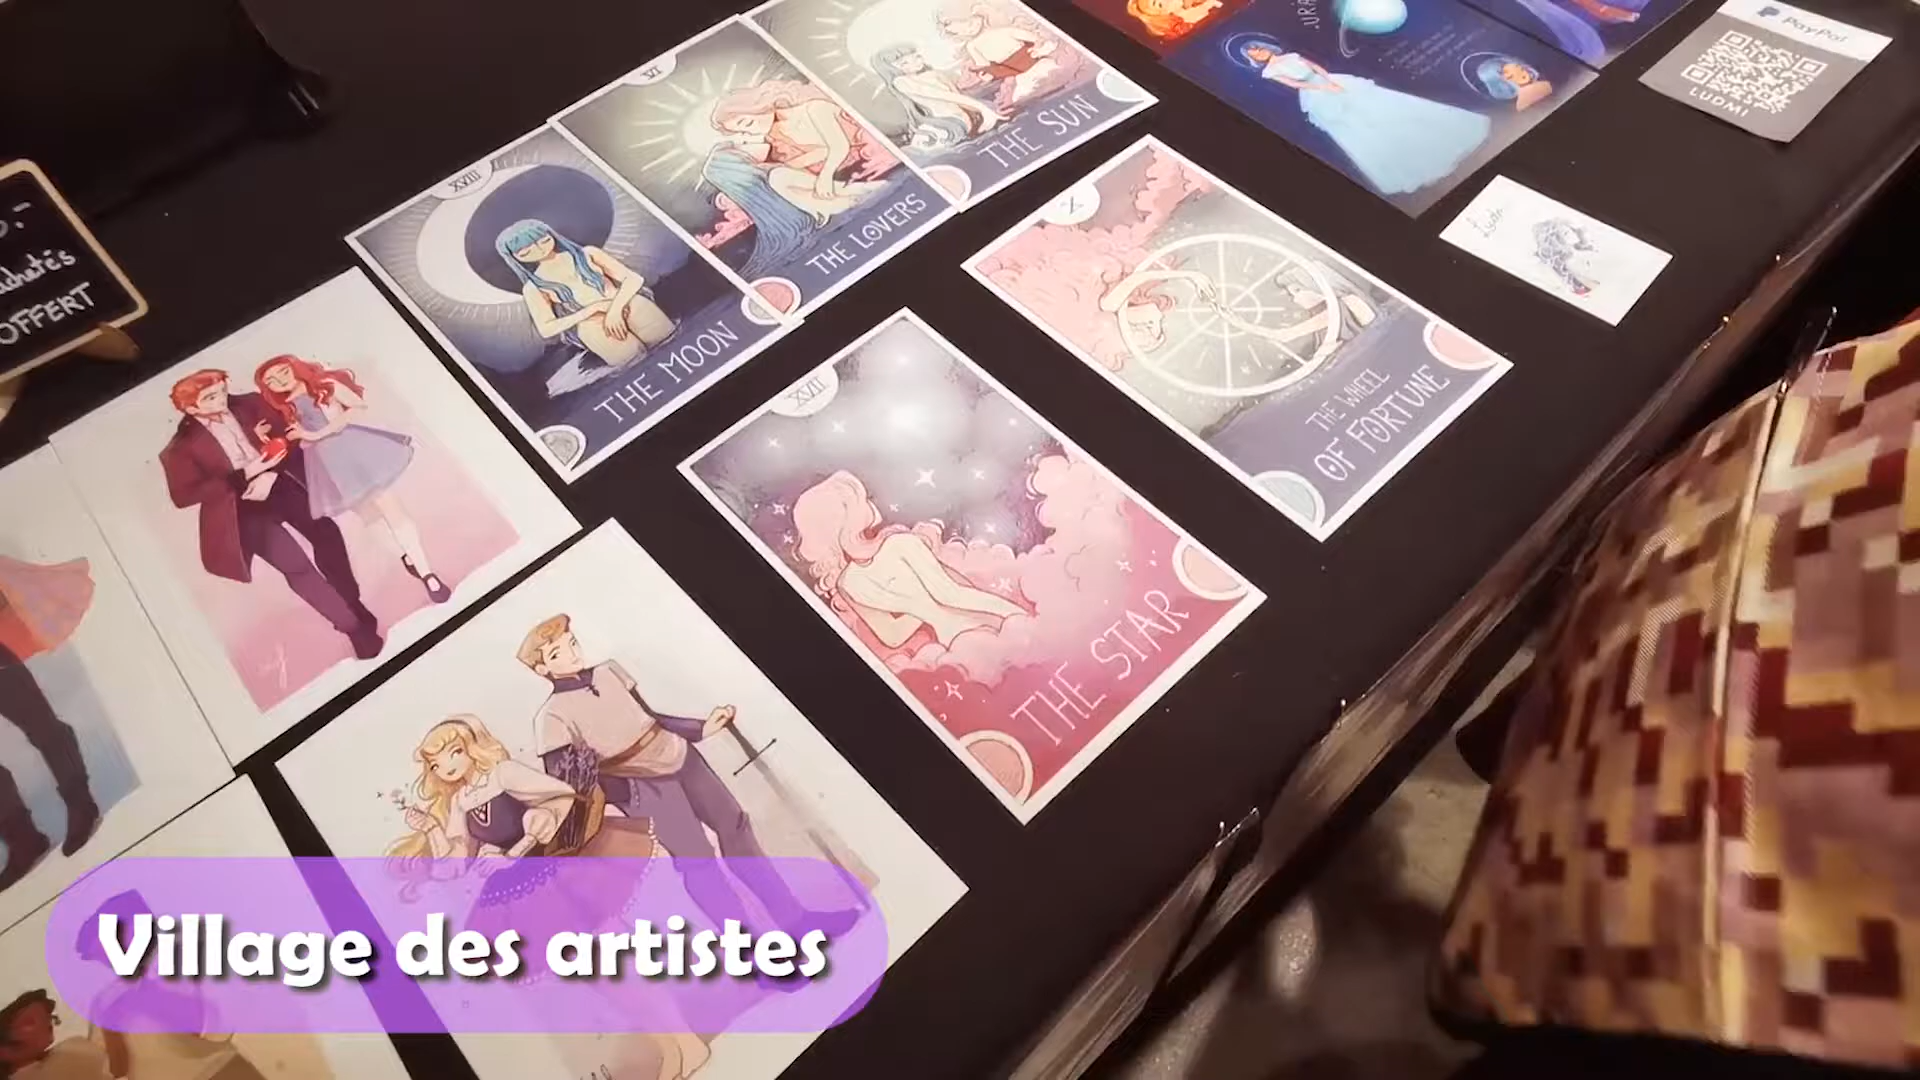 VI
PayPal
LUDMI
XVIII
THE SUN
X
THE LOVERS
OFFERT
THE MOON
XVII
THE WHEEL
OF FORTUNE
THE STAR
Village des artistes